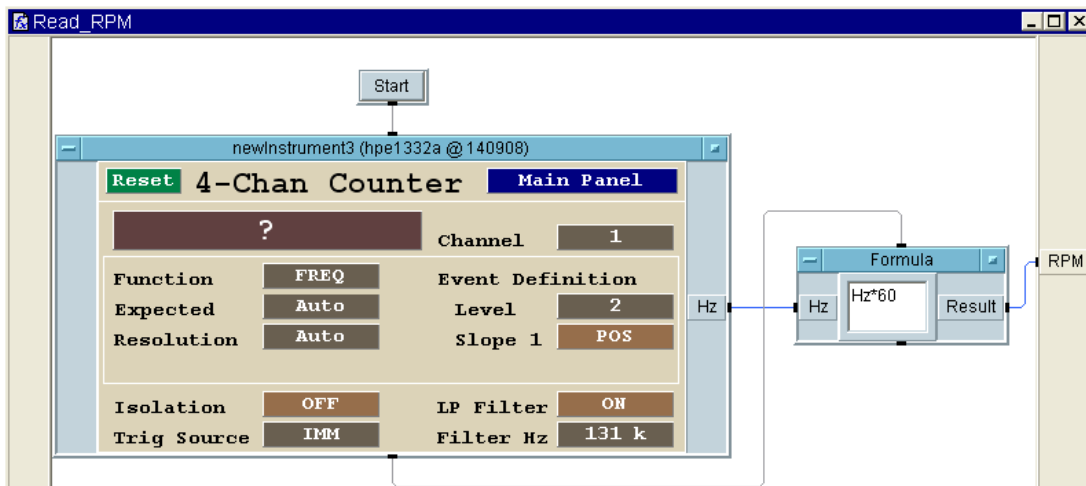 Read_RPM
Start
newInstrument3 (hpe1332a @ 140908)
Reset 4-Chan Counter Main Panel
?
Channel 1
Function FREQ Event Definition
Expected Auto Level 2
Resolution Auto Slope 1 POS
Isolation OFF LP Filter ON
Trig Source IMM Filter Hz 131 k
Hz
Formula
Hz Hz*60 Result
RPM